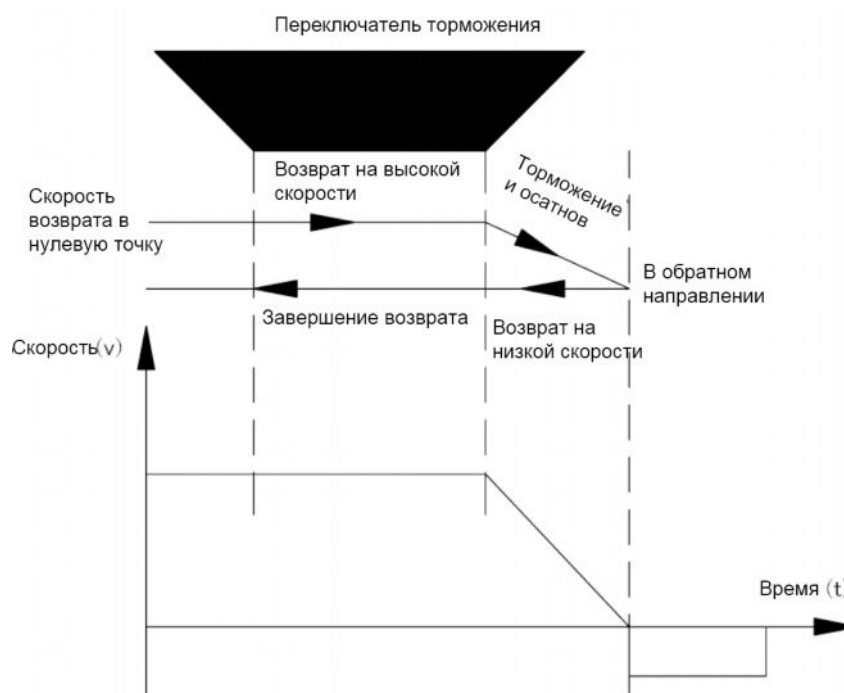 Переключатель торможения
Возврат на высокой
скорости
Торможение
и осатнов
Скорость
возврата в
нулевую точку
В обратном
направлении
Завершение возврата
Возврат на
низкой скорости
Скорость(v)
Время (t)